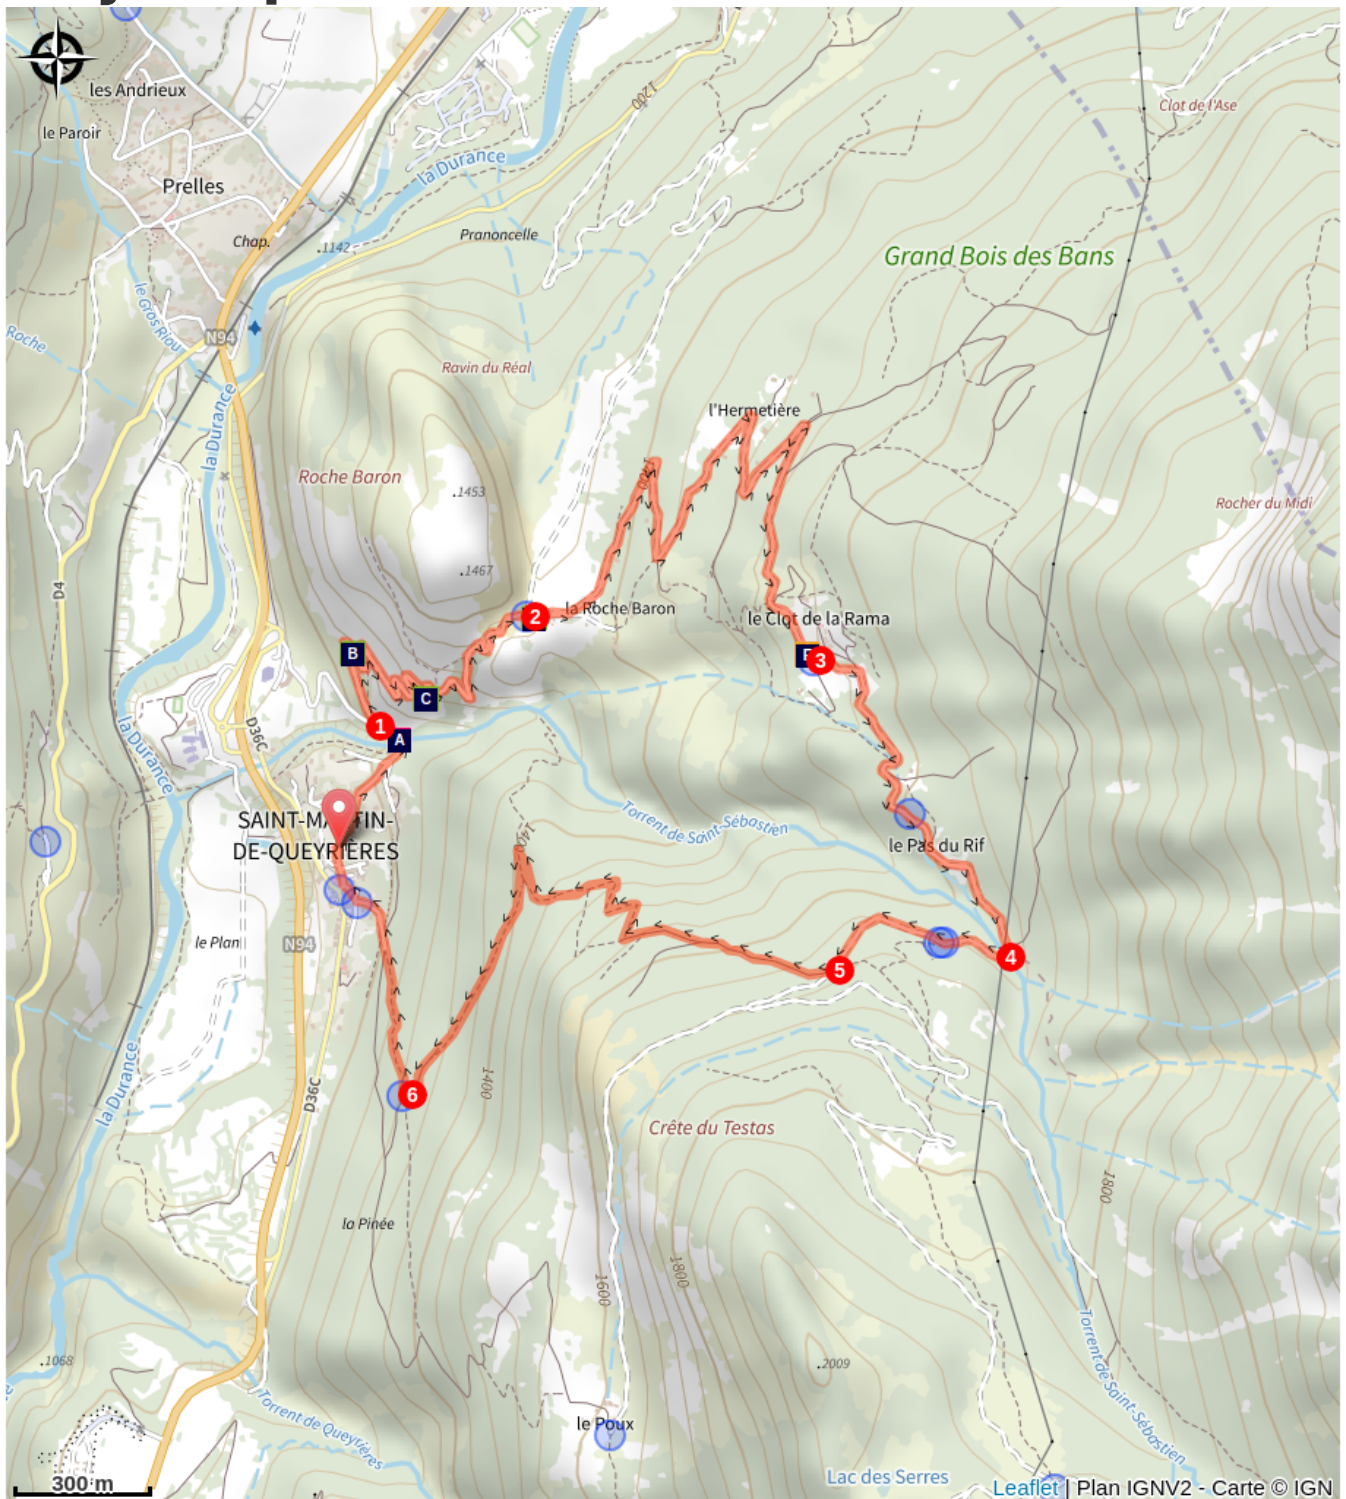 les Andrieux
le Paroir
Prelles
Chap.
.1142
la Durance
Pranoncelle
1200
Clot de l'Ase
Grand Bois des Bans
le Gros Riou
Roche
N94
la Durance
Ravin du Réal
l'Hermetière
Roche Baron
.1453
1400
Rocher du Midi
.1467
D4
2
la Roche Baron
le Clot de la Rama
B
3
C
1
A
D36C
la Durance
SAINT-MARTIN-
DE-QUEYRIÈRES
Torrent de Saint-Sébastien
1400
le Pas du Rif
le Plan
N94
4
5
la Durance
D36C
6
1400
Crête du Testas
la Pinée
1800
1800
1600
.1068
.2009
Torrent de Saint-Sébastien
Torrent de Queyrières
le Poux
Lac des Serres
300 m
Leaflet | Plan IGNV2 - Carte © IGN